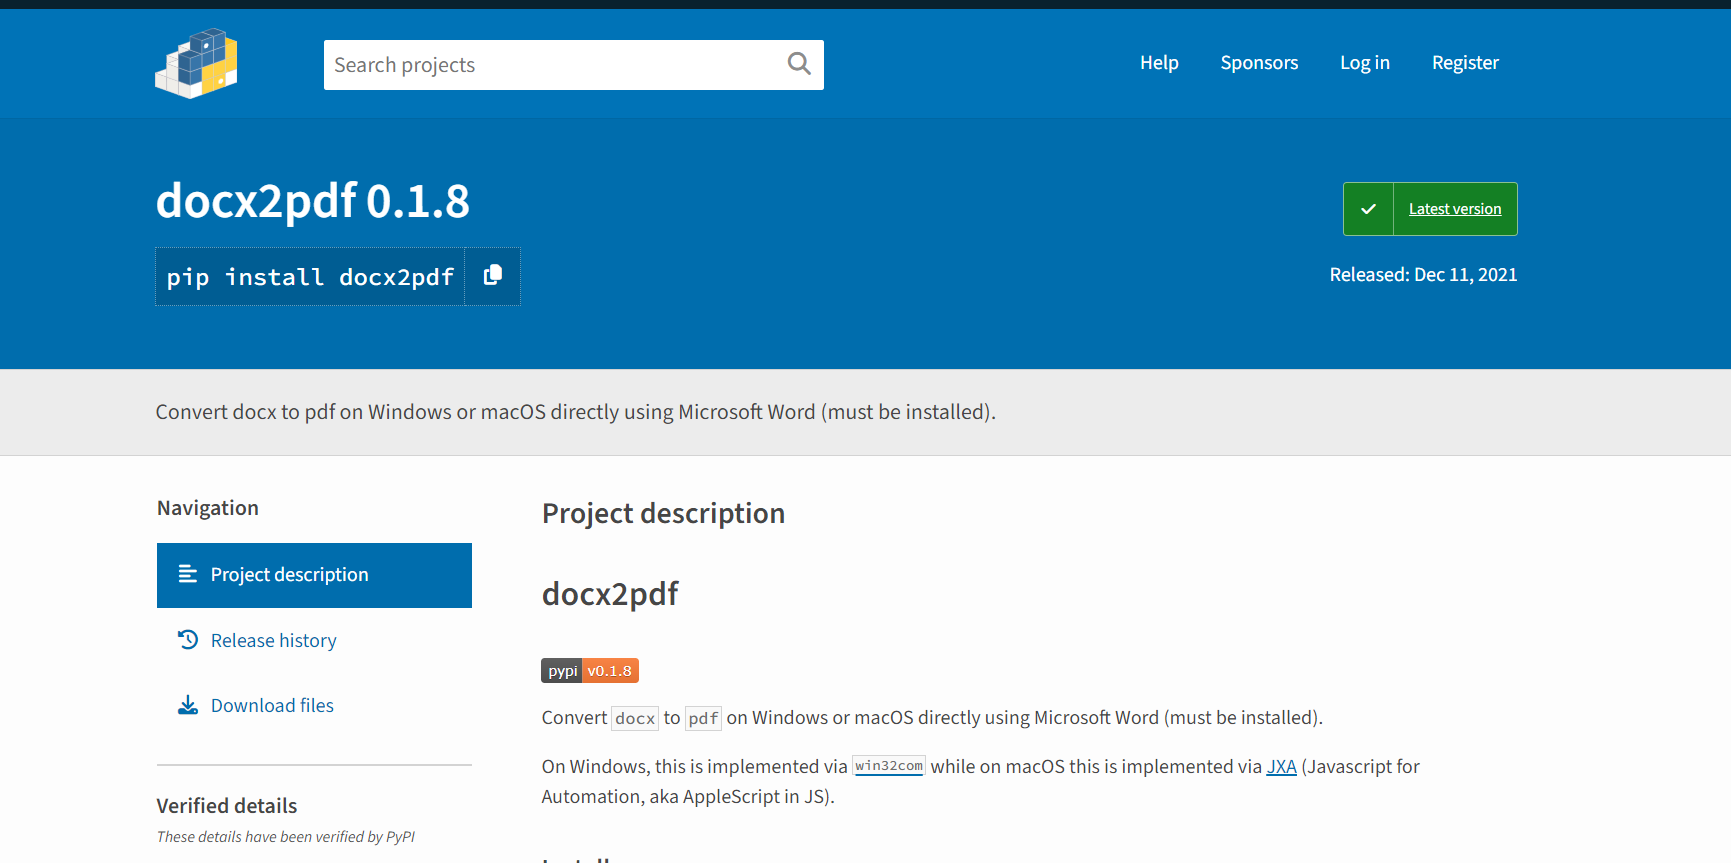 Search projects
Help
Sponsors
Log in
Register
docx2pdf 0.1.8
pip install docx2pdf
Latest version
Released: Dec 11, 2021
Convert docx to pdf on Windows or macOS directly using Microsoft Word (must be installed).
Navigation
Project description
Release history
Download files
Verified details
These details have been verified by PyPI
Project description
docx2pdf
pypi v0.1.8
Convert docx to pdf on Windows or macOS directly using Microsoft Word (must be installed).
On Windows, this is implemented via win32com while on macOS this is implemented via JXA (Javascript for
Automation, aka AppleScript in JS).